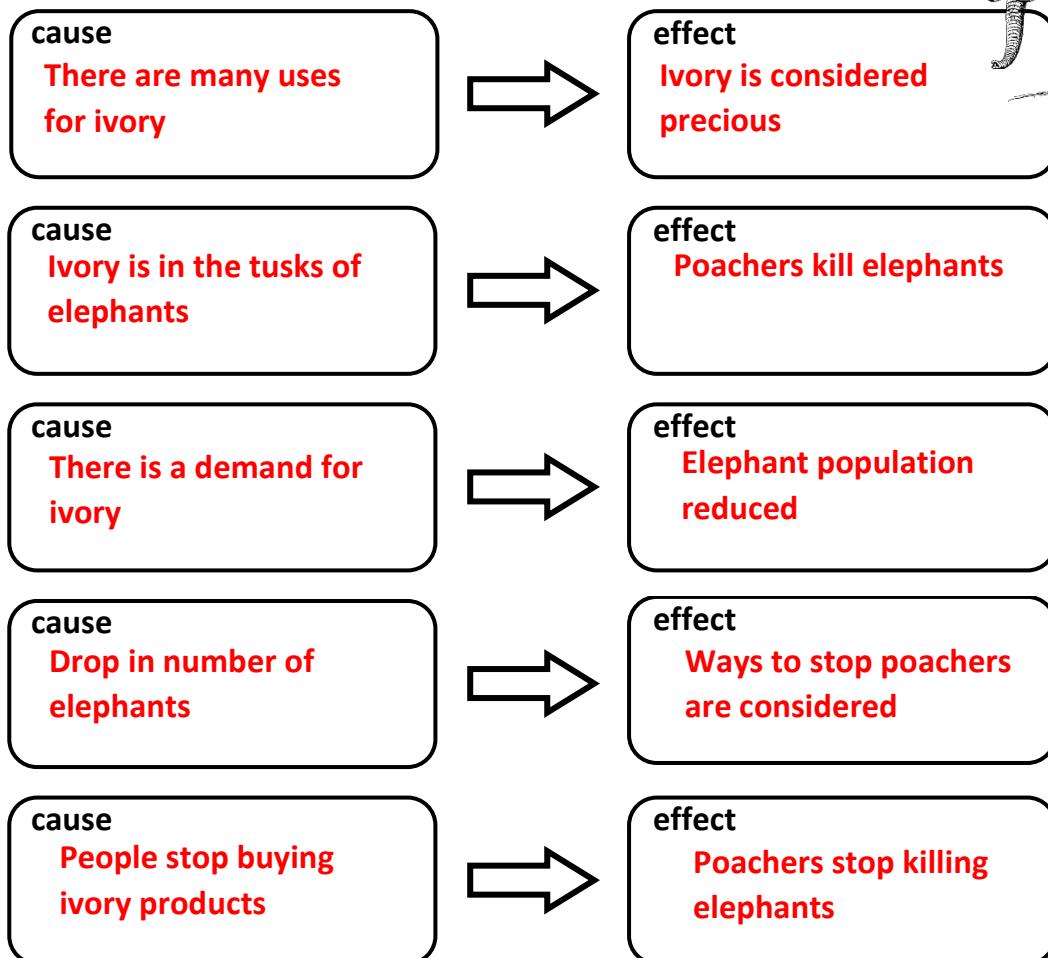 cause
There are many uses
for ivory
effect
Ivory is considered
precious
cause
Ivory is in the tusks of
elephants
effect
Poachers kill elephants
cause
There is a demand for
ivory
effect
Elephant population
reduced
cause
Drop in number of
elephants
effect
Ways to stop poachers
are considered
cause
People stop buying
ivory products
effect
Poachers stop killing
elephants